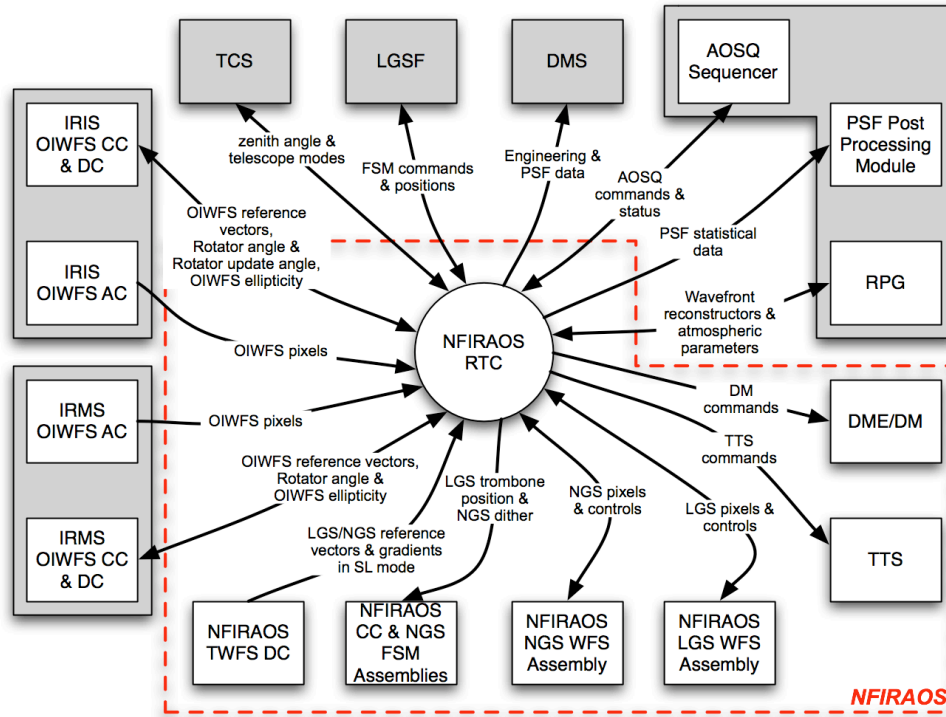 TCS
LGSF
DMS
AOSQ
Sequencer
IRIS
OIWFS CC
& DC
PSF Post
Processing
Module
zenith angle &
telescope modes
FSM commands
& positions
Engineering &
PSF data
AOSQ
commands &
status
OIWFS reference
vectors,
Rotator angle &
Rotator update angle,
OIWFS ellipticity
PSF statistical
data
IRIS
OIWFS AC
RPG
Wavefront
reconstructors &
atmospheric
parameters
NFIRAOS
RTC
OIWFS pixels
DM
commands
DME/DM
IRMS
OIWFS AC
OIWFS pixels
TTS
commands
OIWFS reference vectors,
Rotator angle &
OIWFS ellipticity
LGS trombone
position &
NGS dither
NGS pixels
& controls
LGS pixels &
controls
LGS/NGS reference
vectors & gradients
in SL mode
IRMS
OIWFS CC
& DC
TTS
NFIRAOS
TWFS DC
NFIRAOS
CC & NGS
FSM
Assemblies
NFIRAOS
NGS WFS
Assembly
NFIRAOS
LGS WFS
Assembly
NFIRAOS